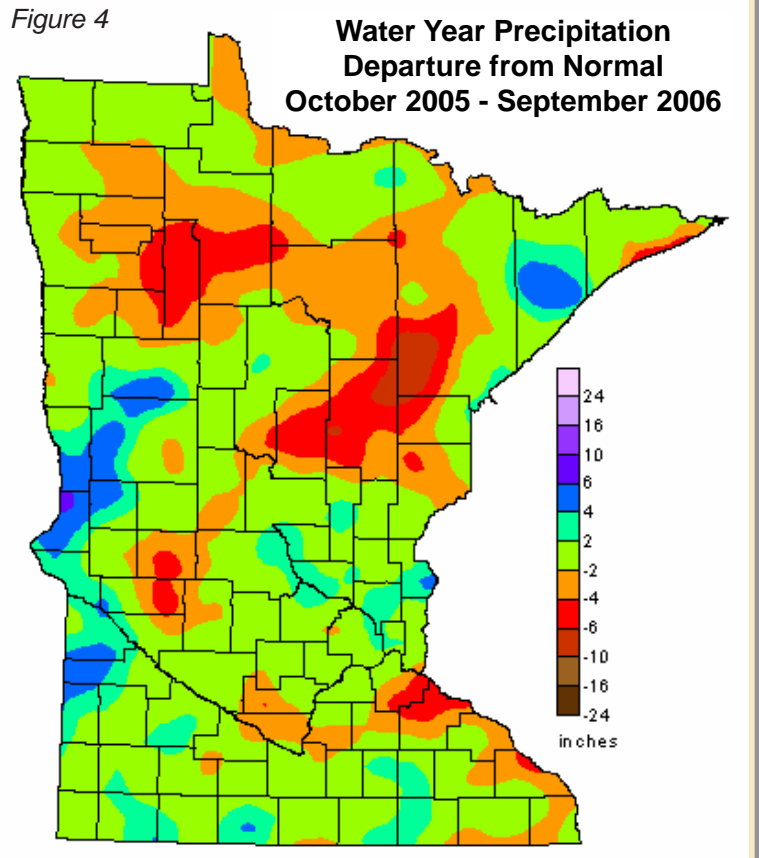 Figure 4
Water Year Precipitation
Departure from Normal
October 2005 - September 2006
24
16
10
6
4
2
-2
-4
-6
-10
-16
-24
inches